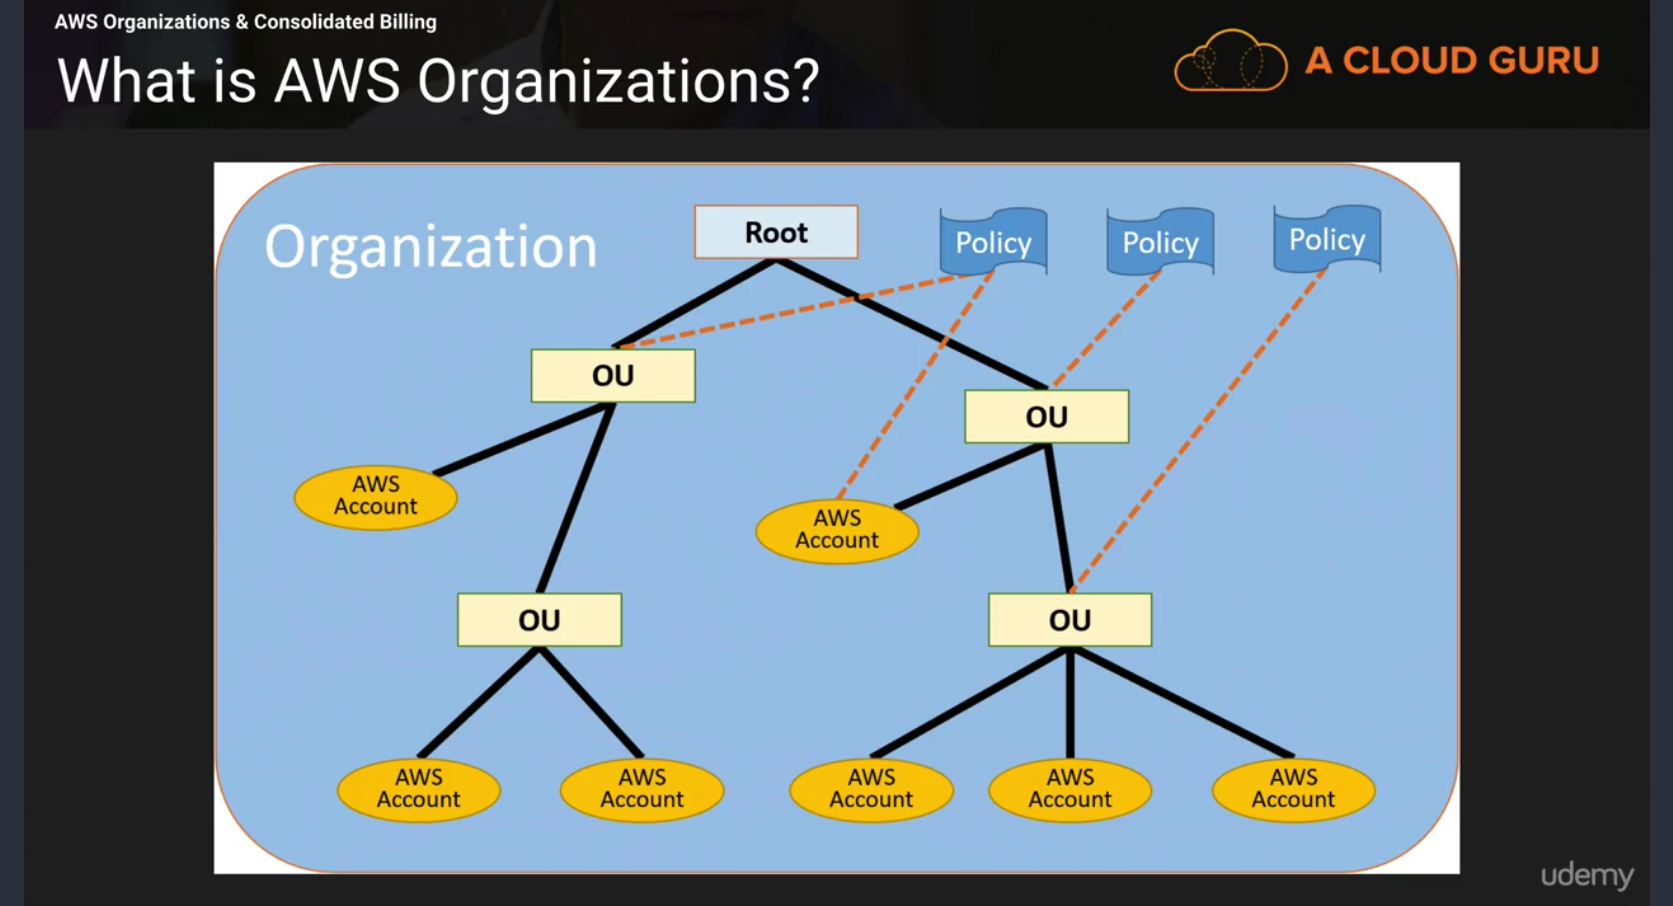 AWS Organizations & Consolidated Billing
What is AWS Organizations?
A CLOUD GURU
Organization
Root
Policy
Policy
Policy
OU
OU
AWS
Account
AWS
Account
OU
OU
AWS
Account
AWS
Account
AWS
Account
AWS
Account
AWS
Account
udemy